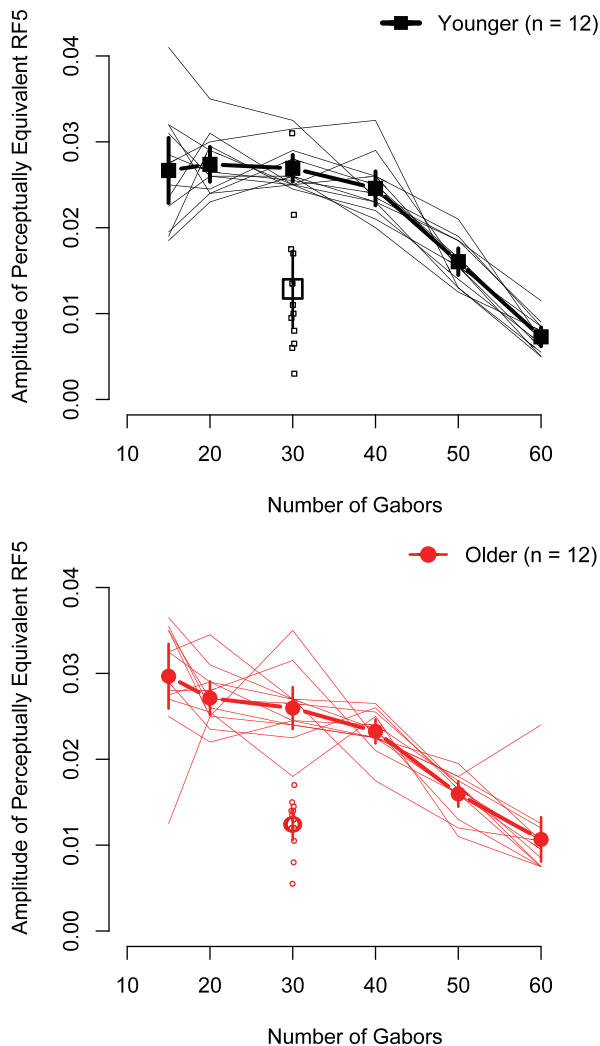 Younger (n = 12)
Amplitude of Perceptually Equivalent RF5
0.04
0.03
0.02
0.01
0.00
10 20 30 40 50 60
Number of Gabors
Older (n = 12)
Amplitude of Perceptually Equivalent RF5
0.04
0.03
0.02
0.01
0.00
10 20 30 40 50 60
Number of Gabors